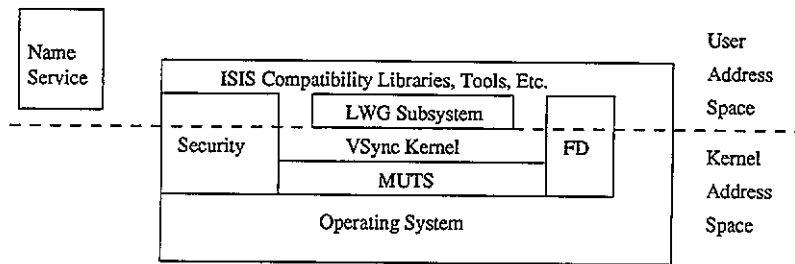 Name
Service
ISIS Compatibility Libraries, Tools, Etc.
LWG Subsystem
Security
VSync Kernel
FD
MUTS
Operating System
User
Address
Space
Kernel
Address
Space